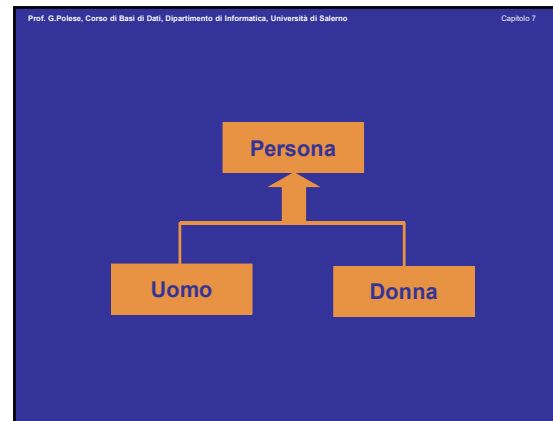 Prof. G.Polese, Corso di Basi di Dati, Dipartimento di Informatica, Università di Salerno Capitolo 7
Persona
Uomo Donna